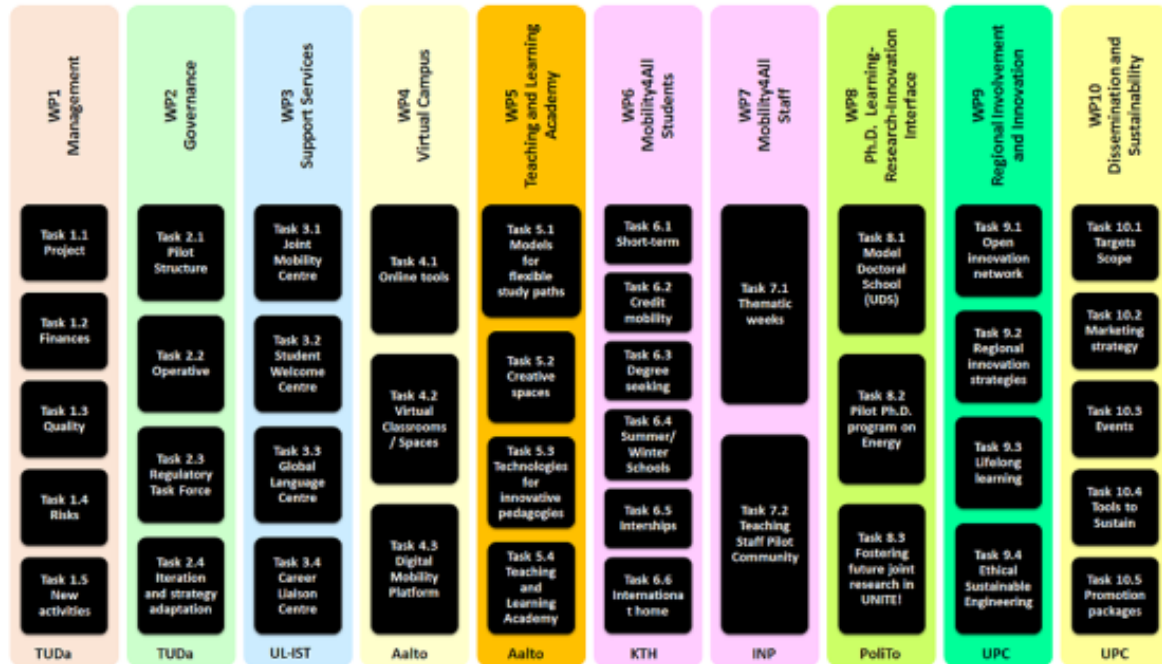 WP1
Management
Task 1.1
Project
Task 1.2
Finances
Task 1.3
Quality
Task 1.4
Risks
Task 1.5
New
activities
TUDa
WP2
Governance
Task 2.1
Pilot
Structure
Task 2.2
Operative
Task 2.3
Regulatory
Task Force
Task 2.4
Iteration
and strategy
adaptation
TUDa
WP3
Support Services
Task 3.1
Joint
Mobility
Centre
Task 3.2
Student
Welcome
Centre
Task 3.3
Global
Language
Centre
Task 3.4
Career
Liaison
Centre
UL-IST
WP4
Virtual Campus
Task 4.1
Online tools
Task 4.2
Virtual
Classrooms
/ Spaces
Task 4.3
Digital
Mobility
Platform
Aalto
WP5
Teaching and Learning
Academy
Task 5.1
Models
for
flexible
study paths
Task 5.2
Creative
spaces
Task 5.3
Technologies
for
innovative
pedagogies
Task 5.4
Teaching
and
Learning
Academy
Aalto
WP6
Mobility4All
Students
Task 6.1
Short-term
Task 6.2
Credit
mobility
Task 6.3
Degree
seeking
Task 6.4
Summer/
Winter
Schools
Task 6.5
Interships
Task 6.6
Internationa
t home
KTH
WP7
Mobility4All
Staff
Task 7.1
Thematic
weeks
Task 7.2
Teaching
Staff Pilot
Community
INP
WP8
Ph.D. Learning-
Research-Innovation
Interface
Task 8.1
Model
Doctoral
School
(UDS)
Task 8.2
Pilot Ph.D.
program on
Energy
Task 8.3
Fostering
future joint
research in
UNITE!
PoliTo
WP9
Regional Involvement
and Innovation
Task 9.1
Open
innovation
network
Task 9.2
Regional
innovation
strategies
Task 9.3
Lifelong
learning
Task 9.4
Ethical
Sustainable
Engineering
UPC
WP10
Dissemination and
Sustainability
Task 10.1
Targets
Scope
Task 10.2
Marketing
strategy
Task 10.3
Events
Task 10.4
Tools to
Sustain
Task 10.5
Promotion
packages
UPC